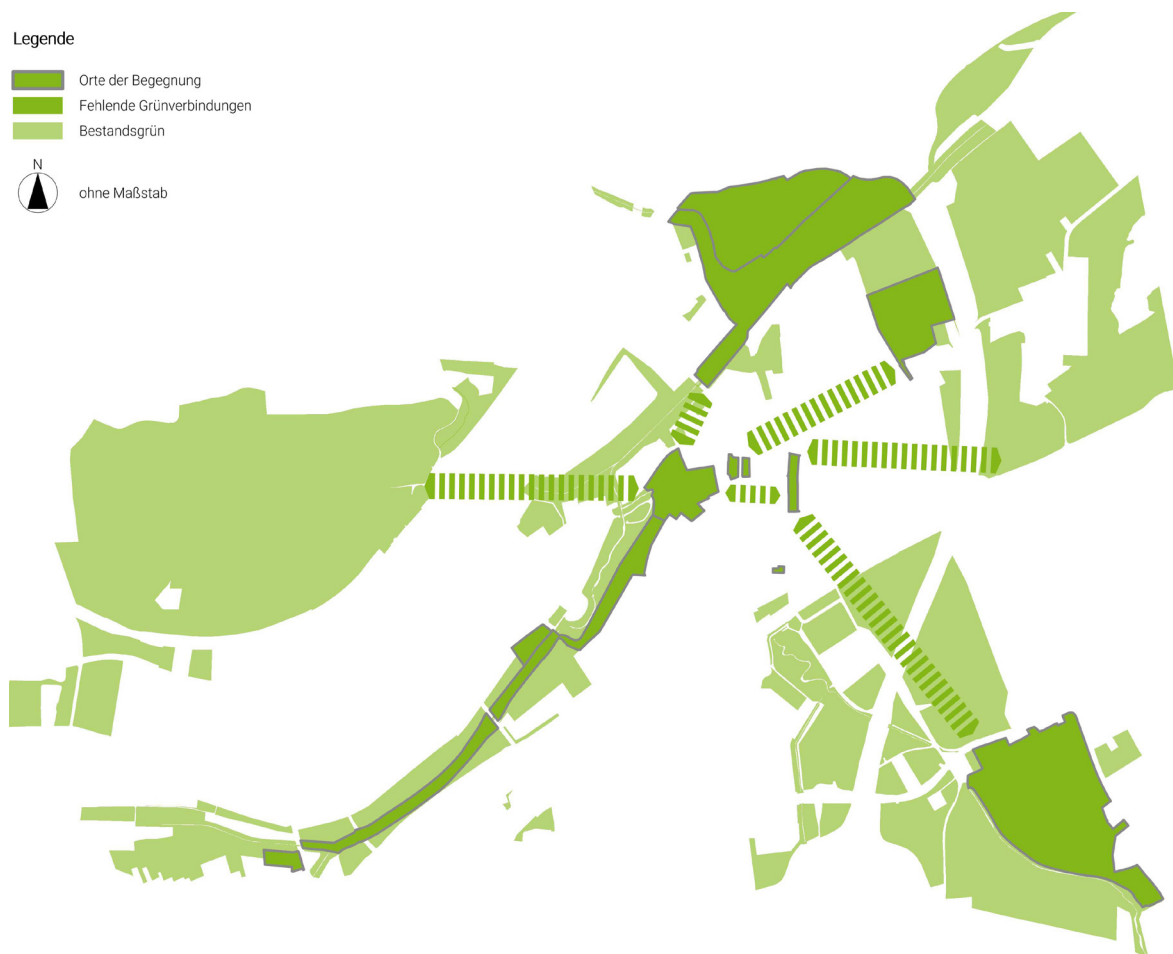 Legende
Orte der Begegnung
Fehlende Grünverbindungen
Bestandsgrün
N
ohne Maßstab